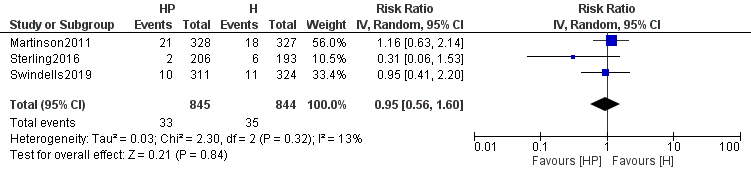 HP H Risk Ratio Risk Ratio
Study or Subgroup Events Total Events Total Weight IV, Random, 95% CI IV, Random, 95% CI
Martinson2011 21 328 18 327 56.0% 1.16 [0.63, 2.14]
Sterling2016 2 206 6 193 10.5% 0.31 [0.06, 1.53]
Swindells2019 10 311 11 324 33.4% 0.95 [0.41, 2.20]
Total (95% CI) 845 844 100.0% 0.95 [0.56, 1.60]
Total events 33 35
Heterogeneity: Tau² = 0.03; Chi² = 2.30, df = 2 (P = 0.32); I² = 13%
Test for overall effect: Z = 0.21 (P = 0.84)
0.01 0.1 1 10 100
Favours [HP] Favours [H]